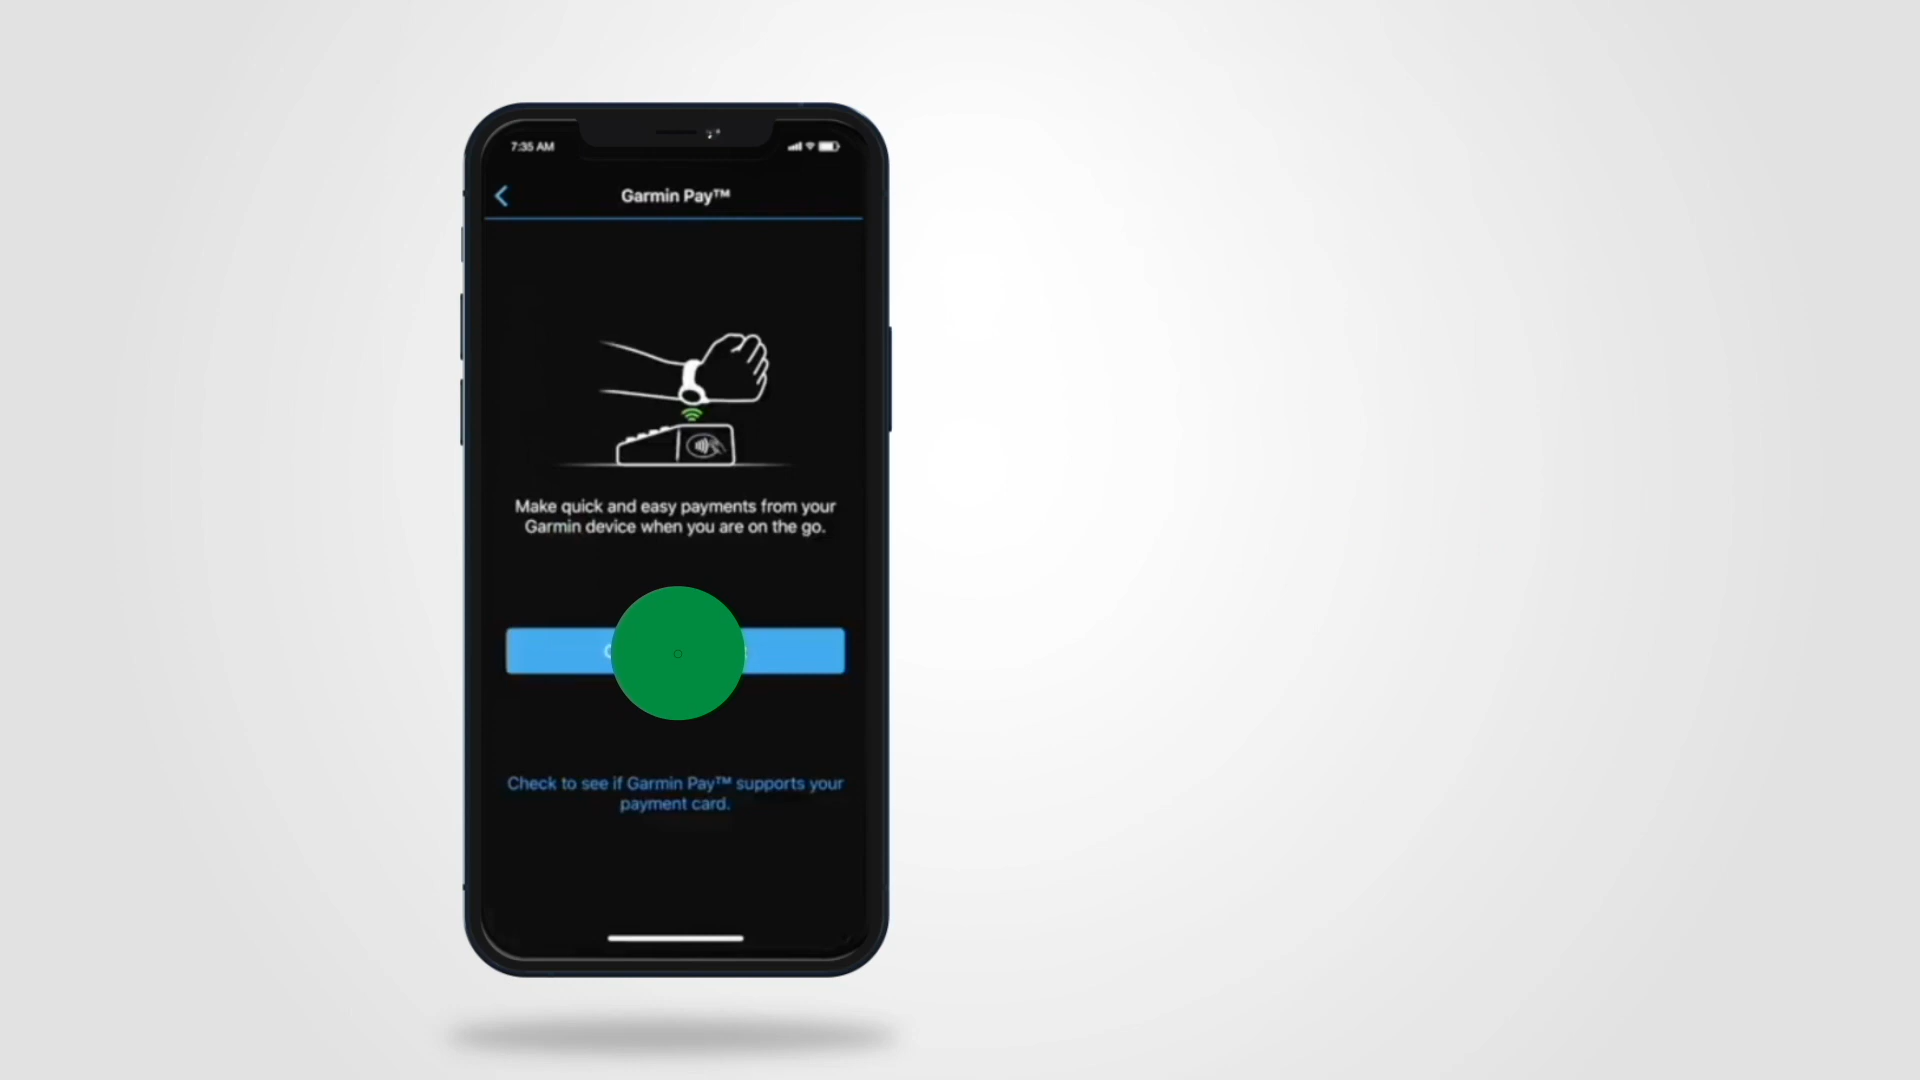 7:35 AM
Garmin Pay™
Make quick and easy payments from your
Garmin device when you are on the go.
Check to see if Garmin Pay™ supports your
payment card.